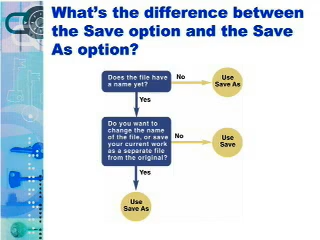 What's the difference between
the Save option and the Save
As option?
Does the file have
a name yet?
No
Use
Save As
Yes
Do you want to
change the name
of the file, or save
your current work
as a separate file
from the original?
No
Use
Save
Yes
Use
Save As